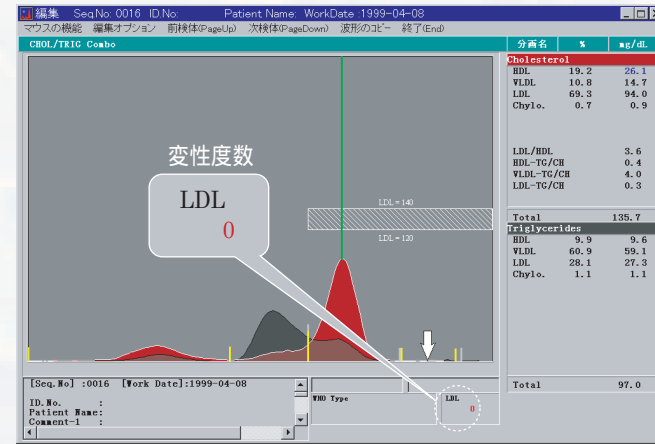 編集 SeqNo: 0016 ID.No: Patient Name: WorkDate :1999-04-08
マウスの機能 編集オプション 前検体(PageUp) 次検体(PageDown) 波形のコピー 終了(End)
CHOL/TRIG Combo
分画名 % mg/dL
Cholesterol
HDL 19.2 26.1
VLDL 10.8 14.7
LDL 69.3 94.0
Chylo. 0.7 0.9
LDL/HDL 3.6
HDL-TG/CH 0.4
VLDL-TG/CH 4.0
LDL-TG/CH 0.3
Total 135.7
Triglycerides
HDL 9.9 9.6
VLDL 60.9 59.1
LDL 28.1 27.3
Chylo. 1.1 1.1
Total 97.0
変性度数
LDL
0
LDL = 140
LDL = 120
[Seq.No] :0016 [Work Date]:1999-04-08
ID.No. :
Patient Name:
Comment-1 :
WHO Type
LDL
0